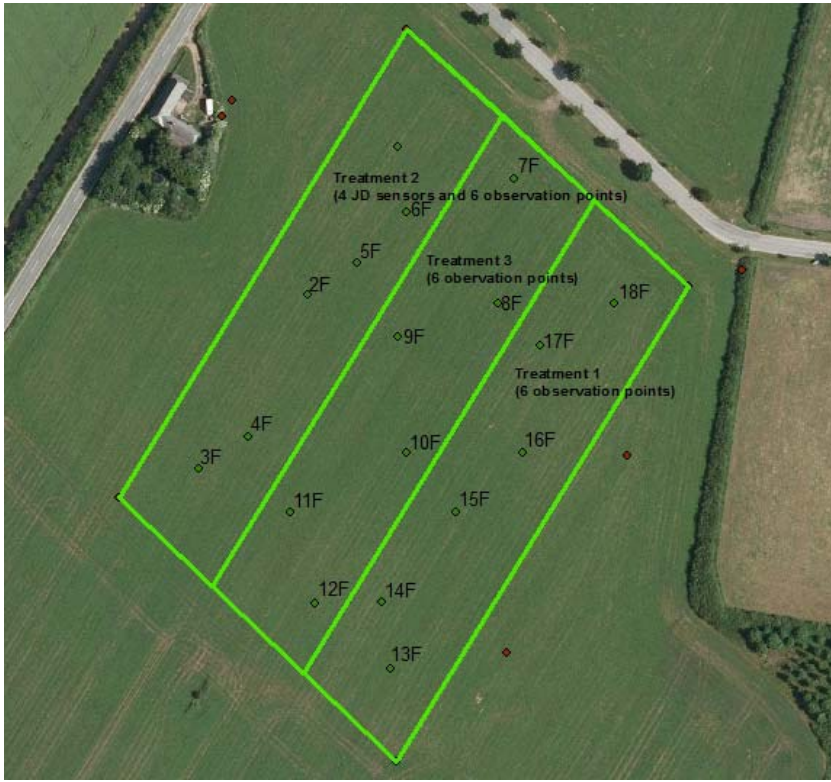 7F
Treatment 2
(4 JD sensors and 6 observation points)
6F
5F
Treatment 3
(6 obervation points)
2F
8F
18F
9F
17F
Treatment 1
(6 observation points)
4F
3F
10F
16F
11F
15F
12F
14F
13F